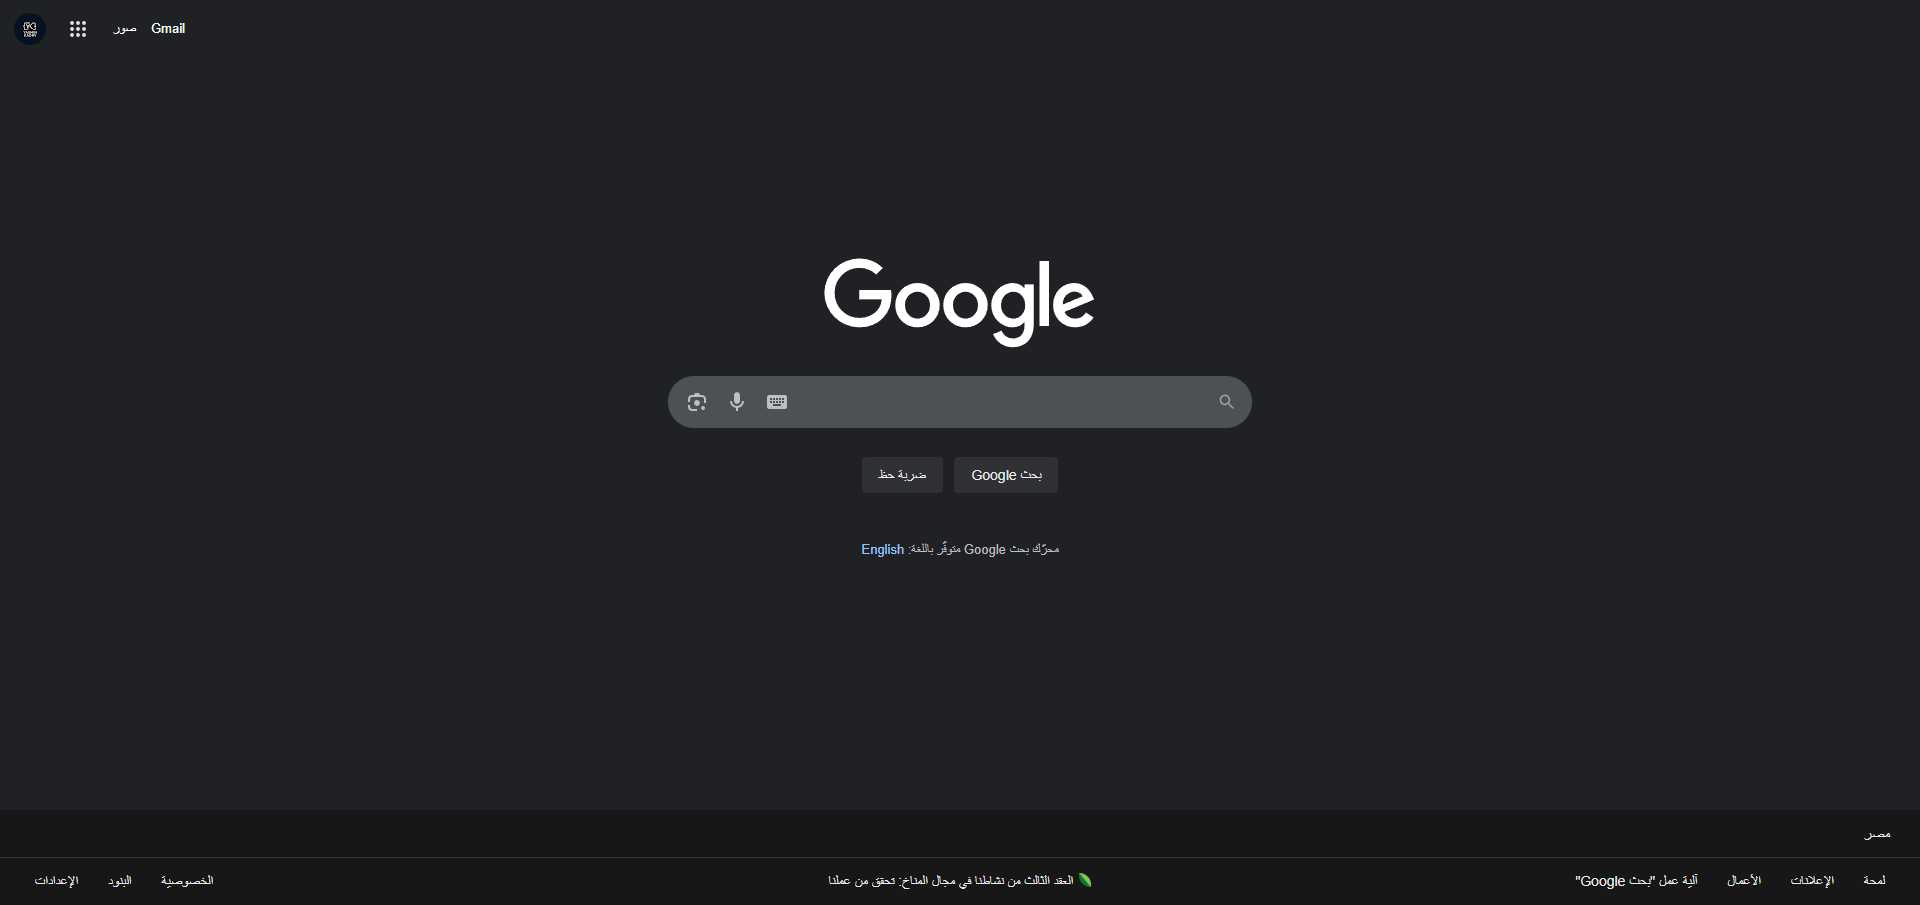 Gmail
صور
Google
بحث Google
ضربة حظ
محرّك بحث Google متوفّر باللغة: English
مصر
لمحة
الإعلانات
الأعمال
آلية عمل "بحث Google"
العقد الثالث من نشاطنا في مجال المناخ: تحقق من عملنا
الخصوصية
البنود
الإعدادات